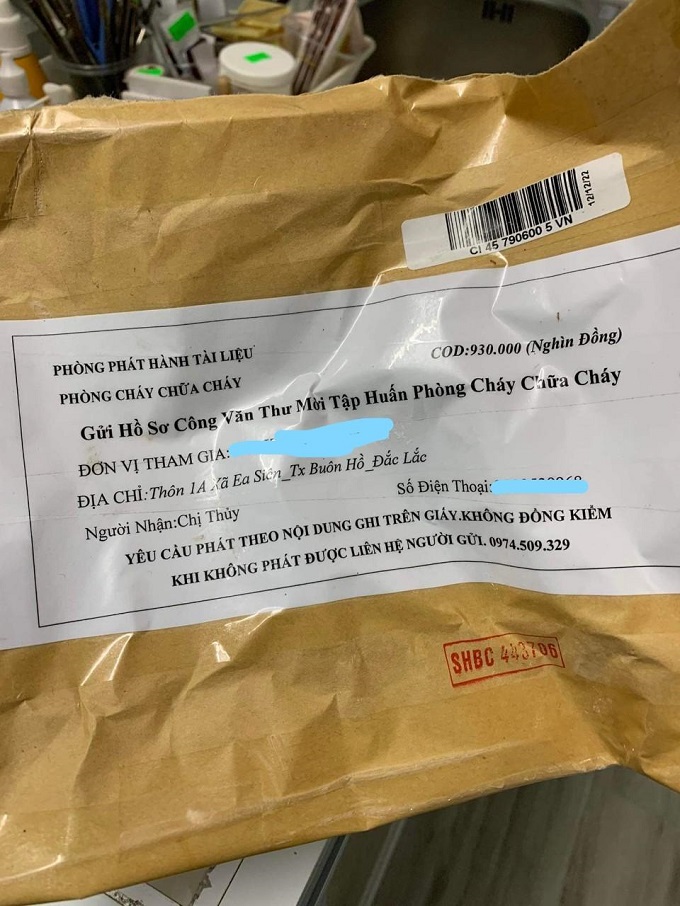 12/12/22
CI 45 790600 5 VN
PHÒNG PHÁT HÀNH TÀI LIỆU
COD:930.000 (Nghìn Đồng)
PHÒNG CHÁY CHỮA CHÁY
Gửi Hồ Sơ Công Văn Thư Mời Tập Huấn Phòng Cháy Chữa Cháy
ĐƠN VỊ THAM GIA:
ĐỊA CHỈ:Thôn 1A Xã Ea Siên_Tx Buôn Hồ_Đắc Lắc
Số Điện Thoại:
Người Nhận:Chị Thủy
YÊU CẦU PHÁT THEO NỘI DUNG GHI TRÊN GIÁY.KHÔNG ĐỒNG KIỂM
KHI KHÔNG PHÁT ĐƯỢC LIÊN HỆ NGƯỜI GỬI. 0974.509.329
SHBC 443706